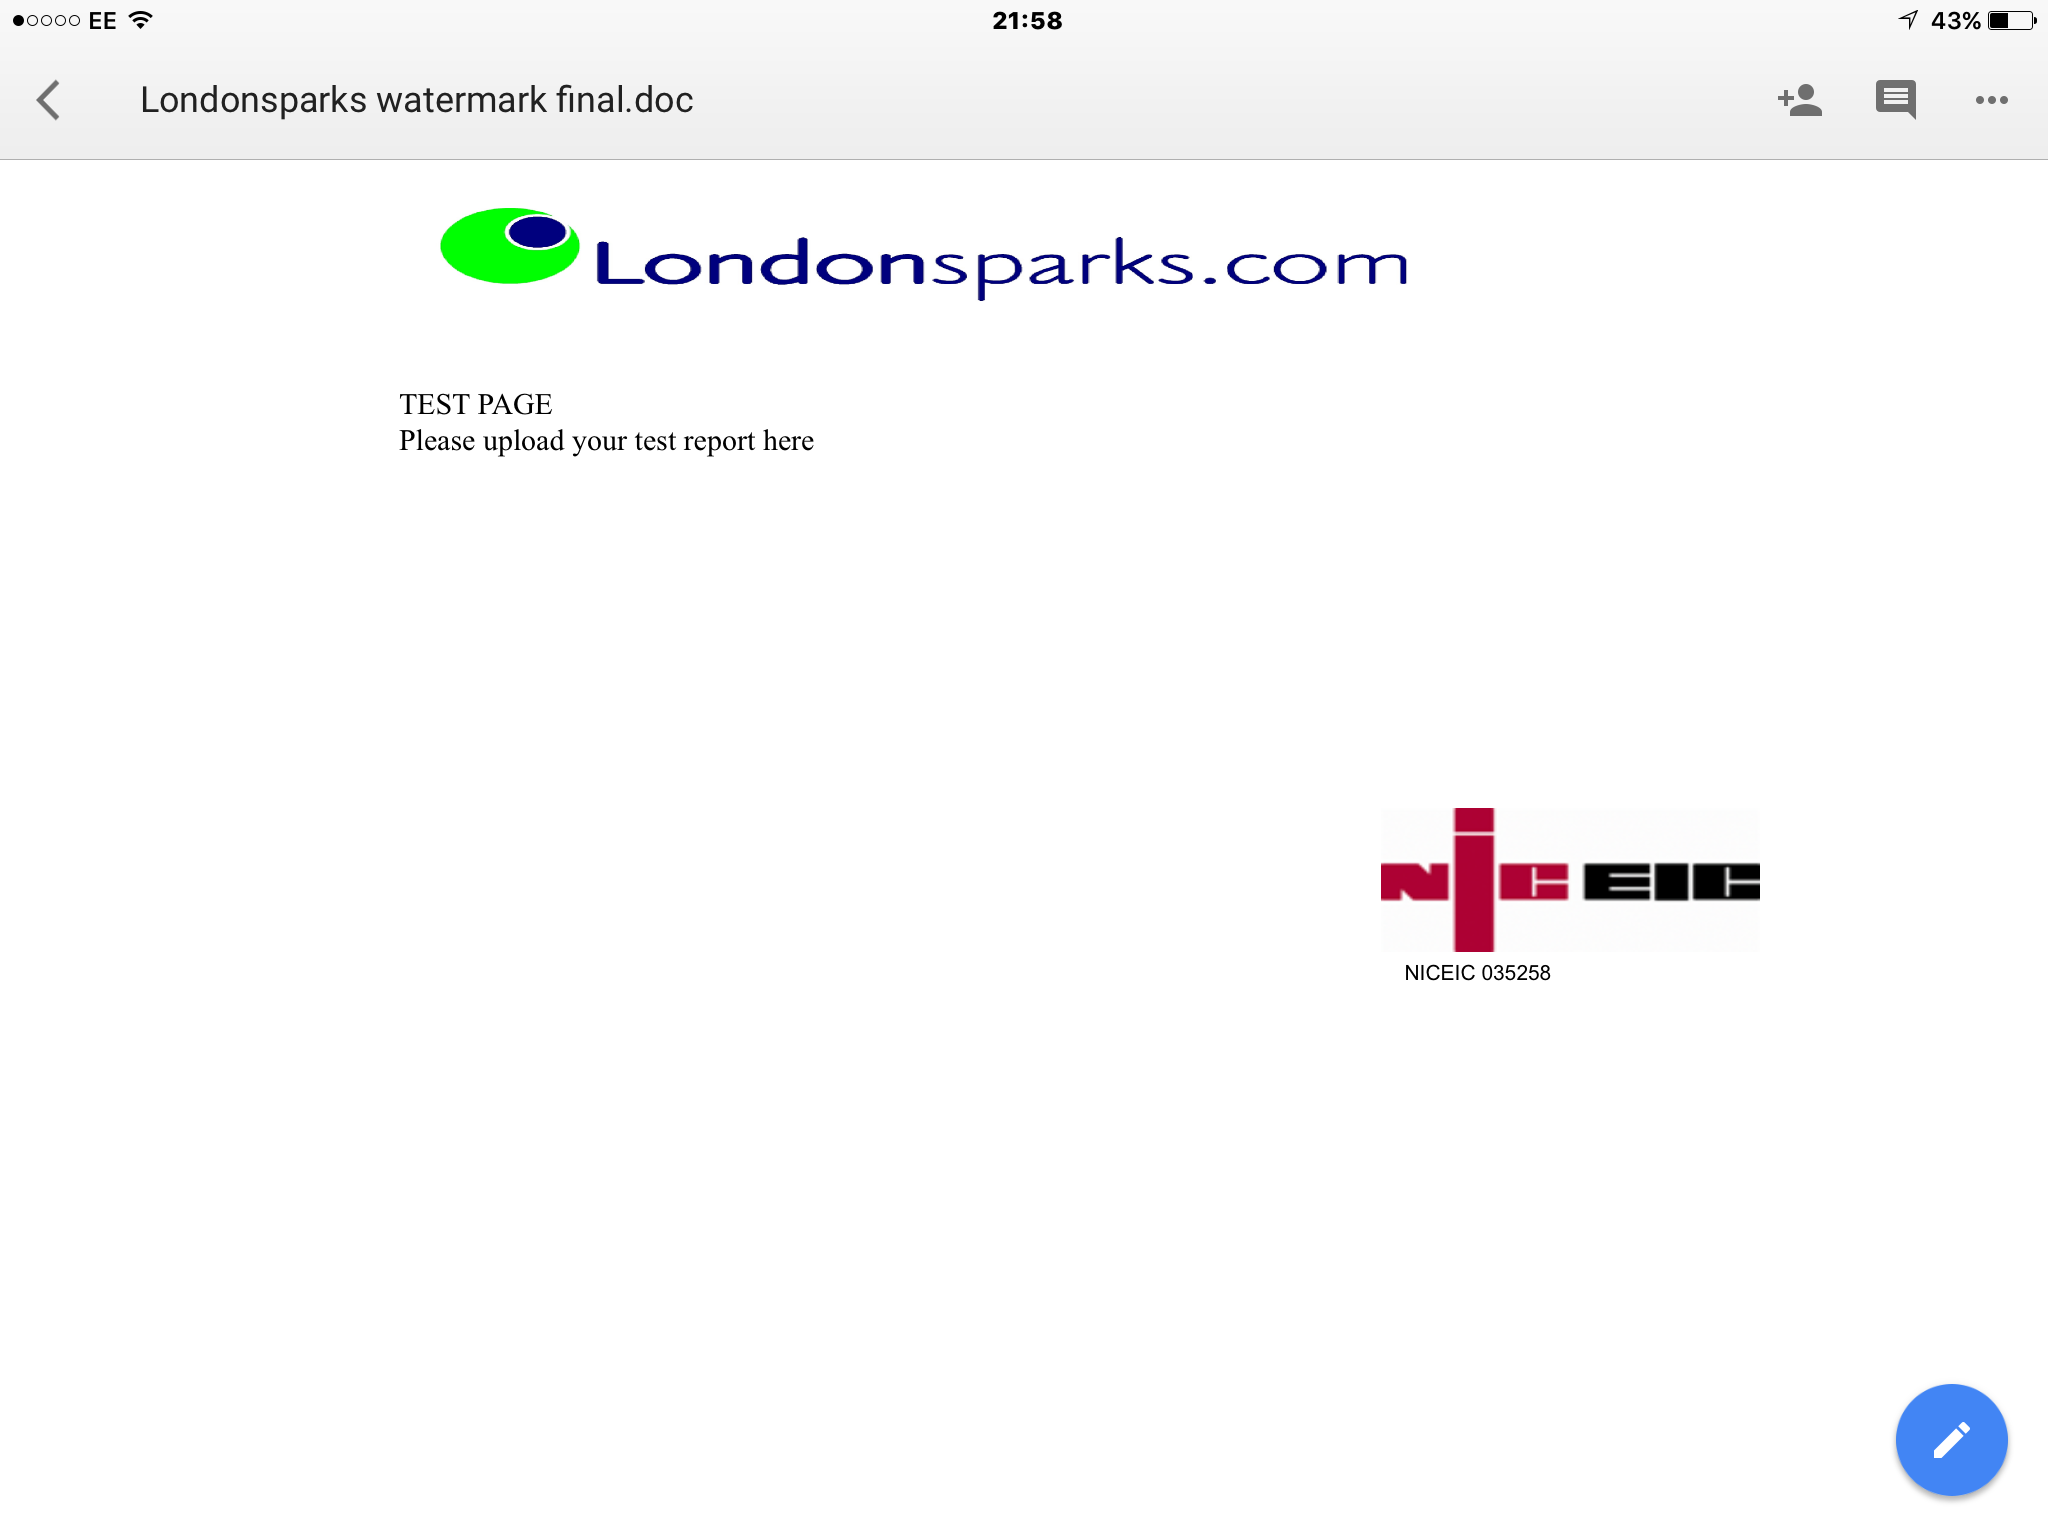 EE 21:58 43%
Londonsparks watermark final.doc
Londonsparks.com
TEST PAGE
Please upload your test report here
NICEIC
NICEIC 035258